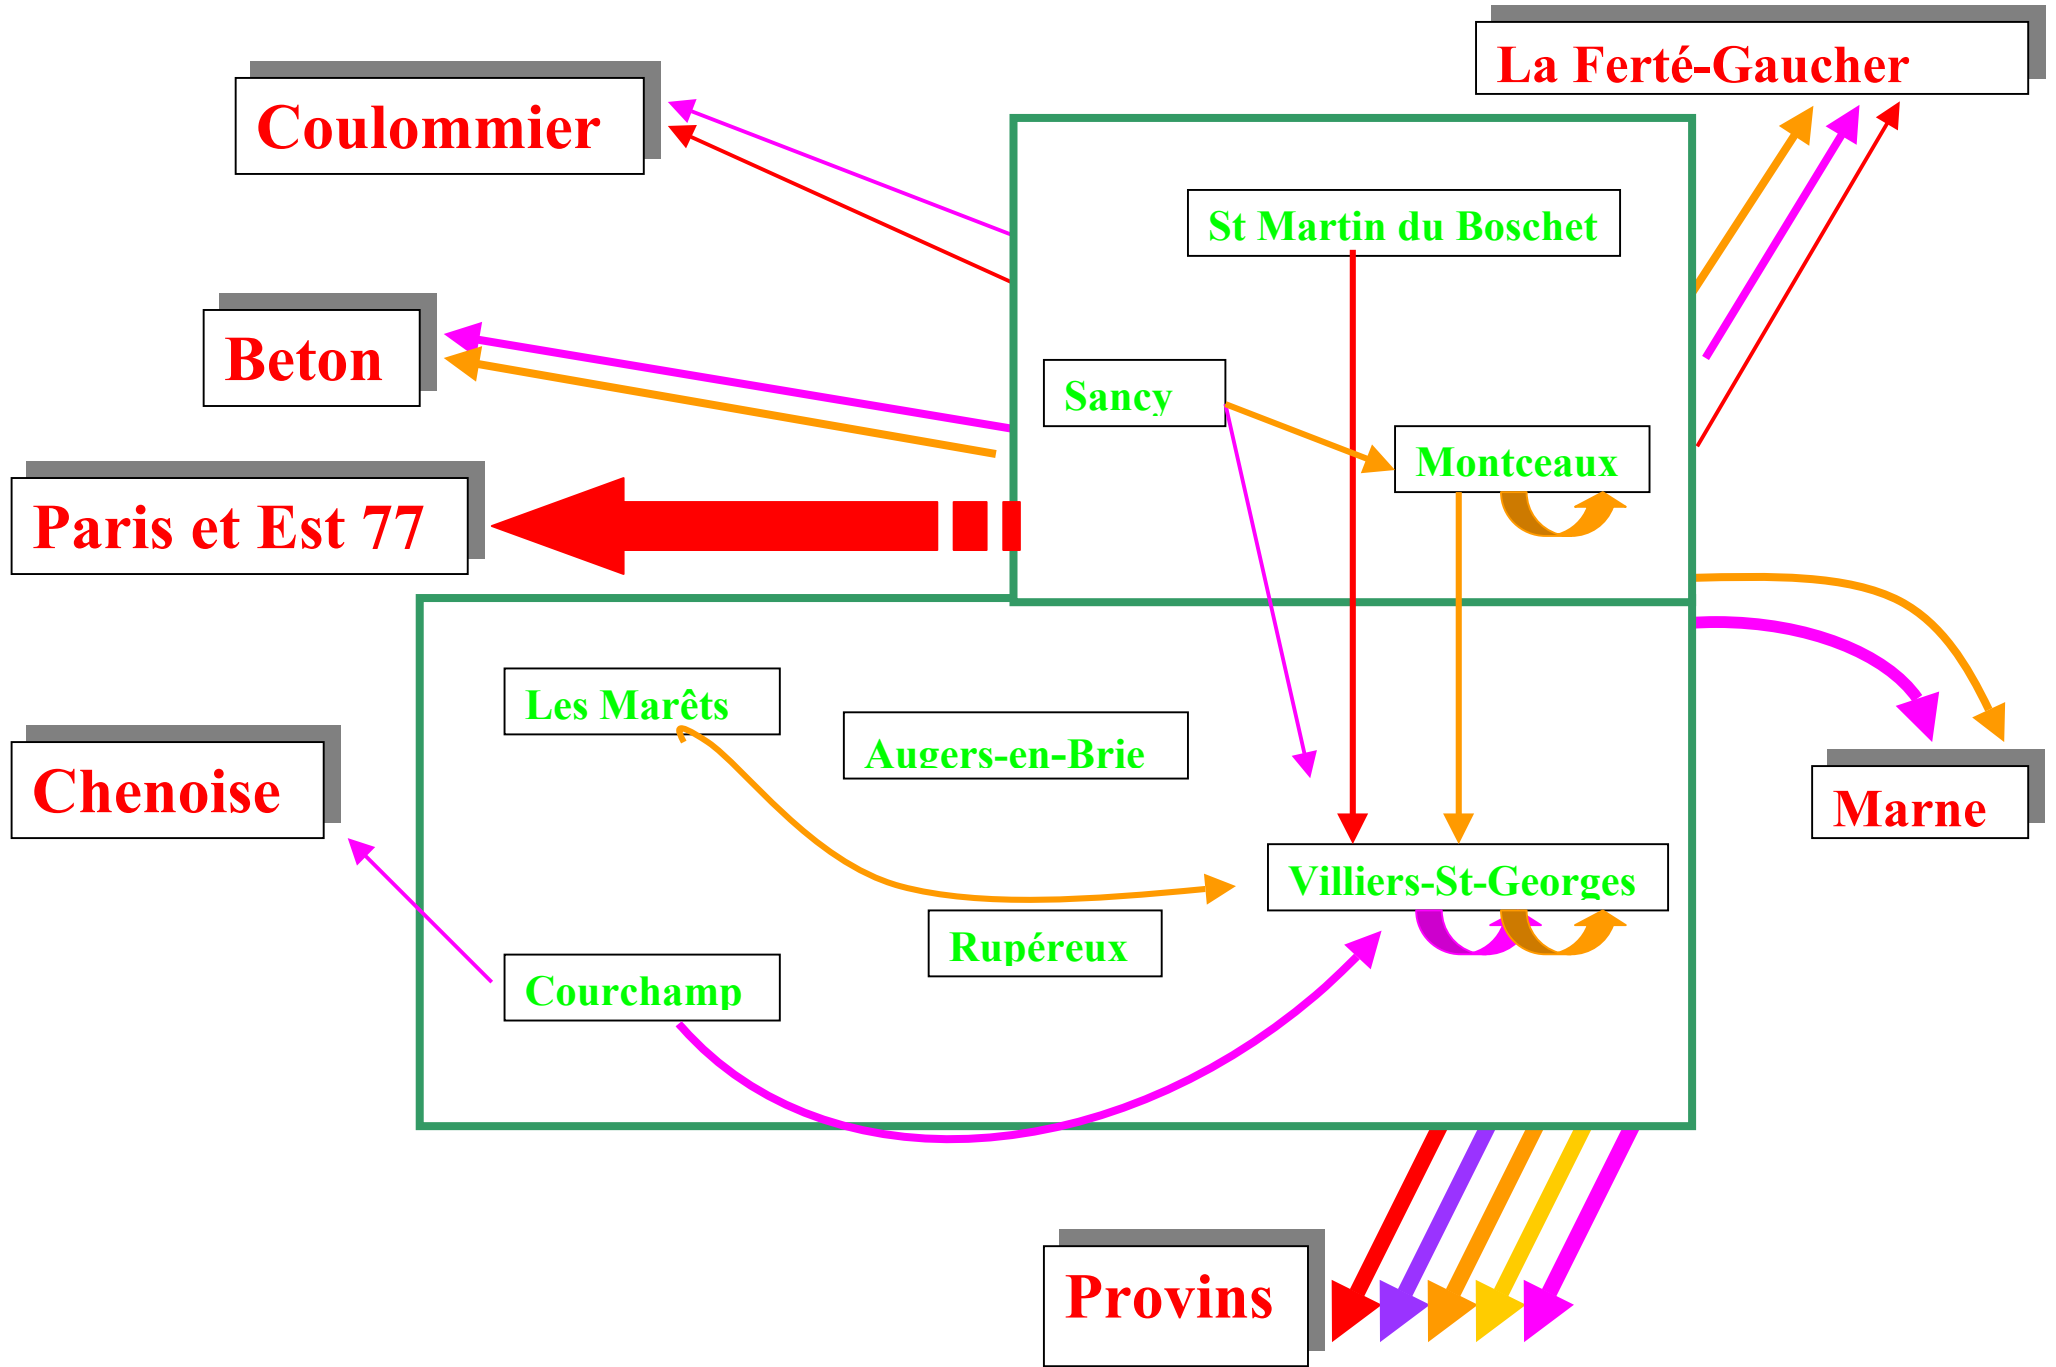 La Ferté-Gaucher
Coulommier
St Martin du Boschet
Beton
Sancy
Montceaux
Paris et Est 77
Les Marêts
Augers-en-Brie
Chenoise
Marne
Villiers-St-Georges
Rupéreux
Courchamp
Provins